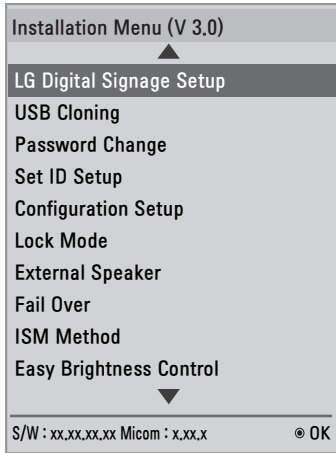 Installation Menu (V 3.0)
LG Digital Signage Setup
USB Cloning
Password Change
Set ID Setup
Configuration Setup
Lock Mode
External Speaker
Fail Over
ISM Method
Easy Brightness Control
S/W : xx.xx.xx.xx Micom : x.xx.x ◉ OK